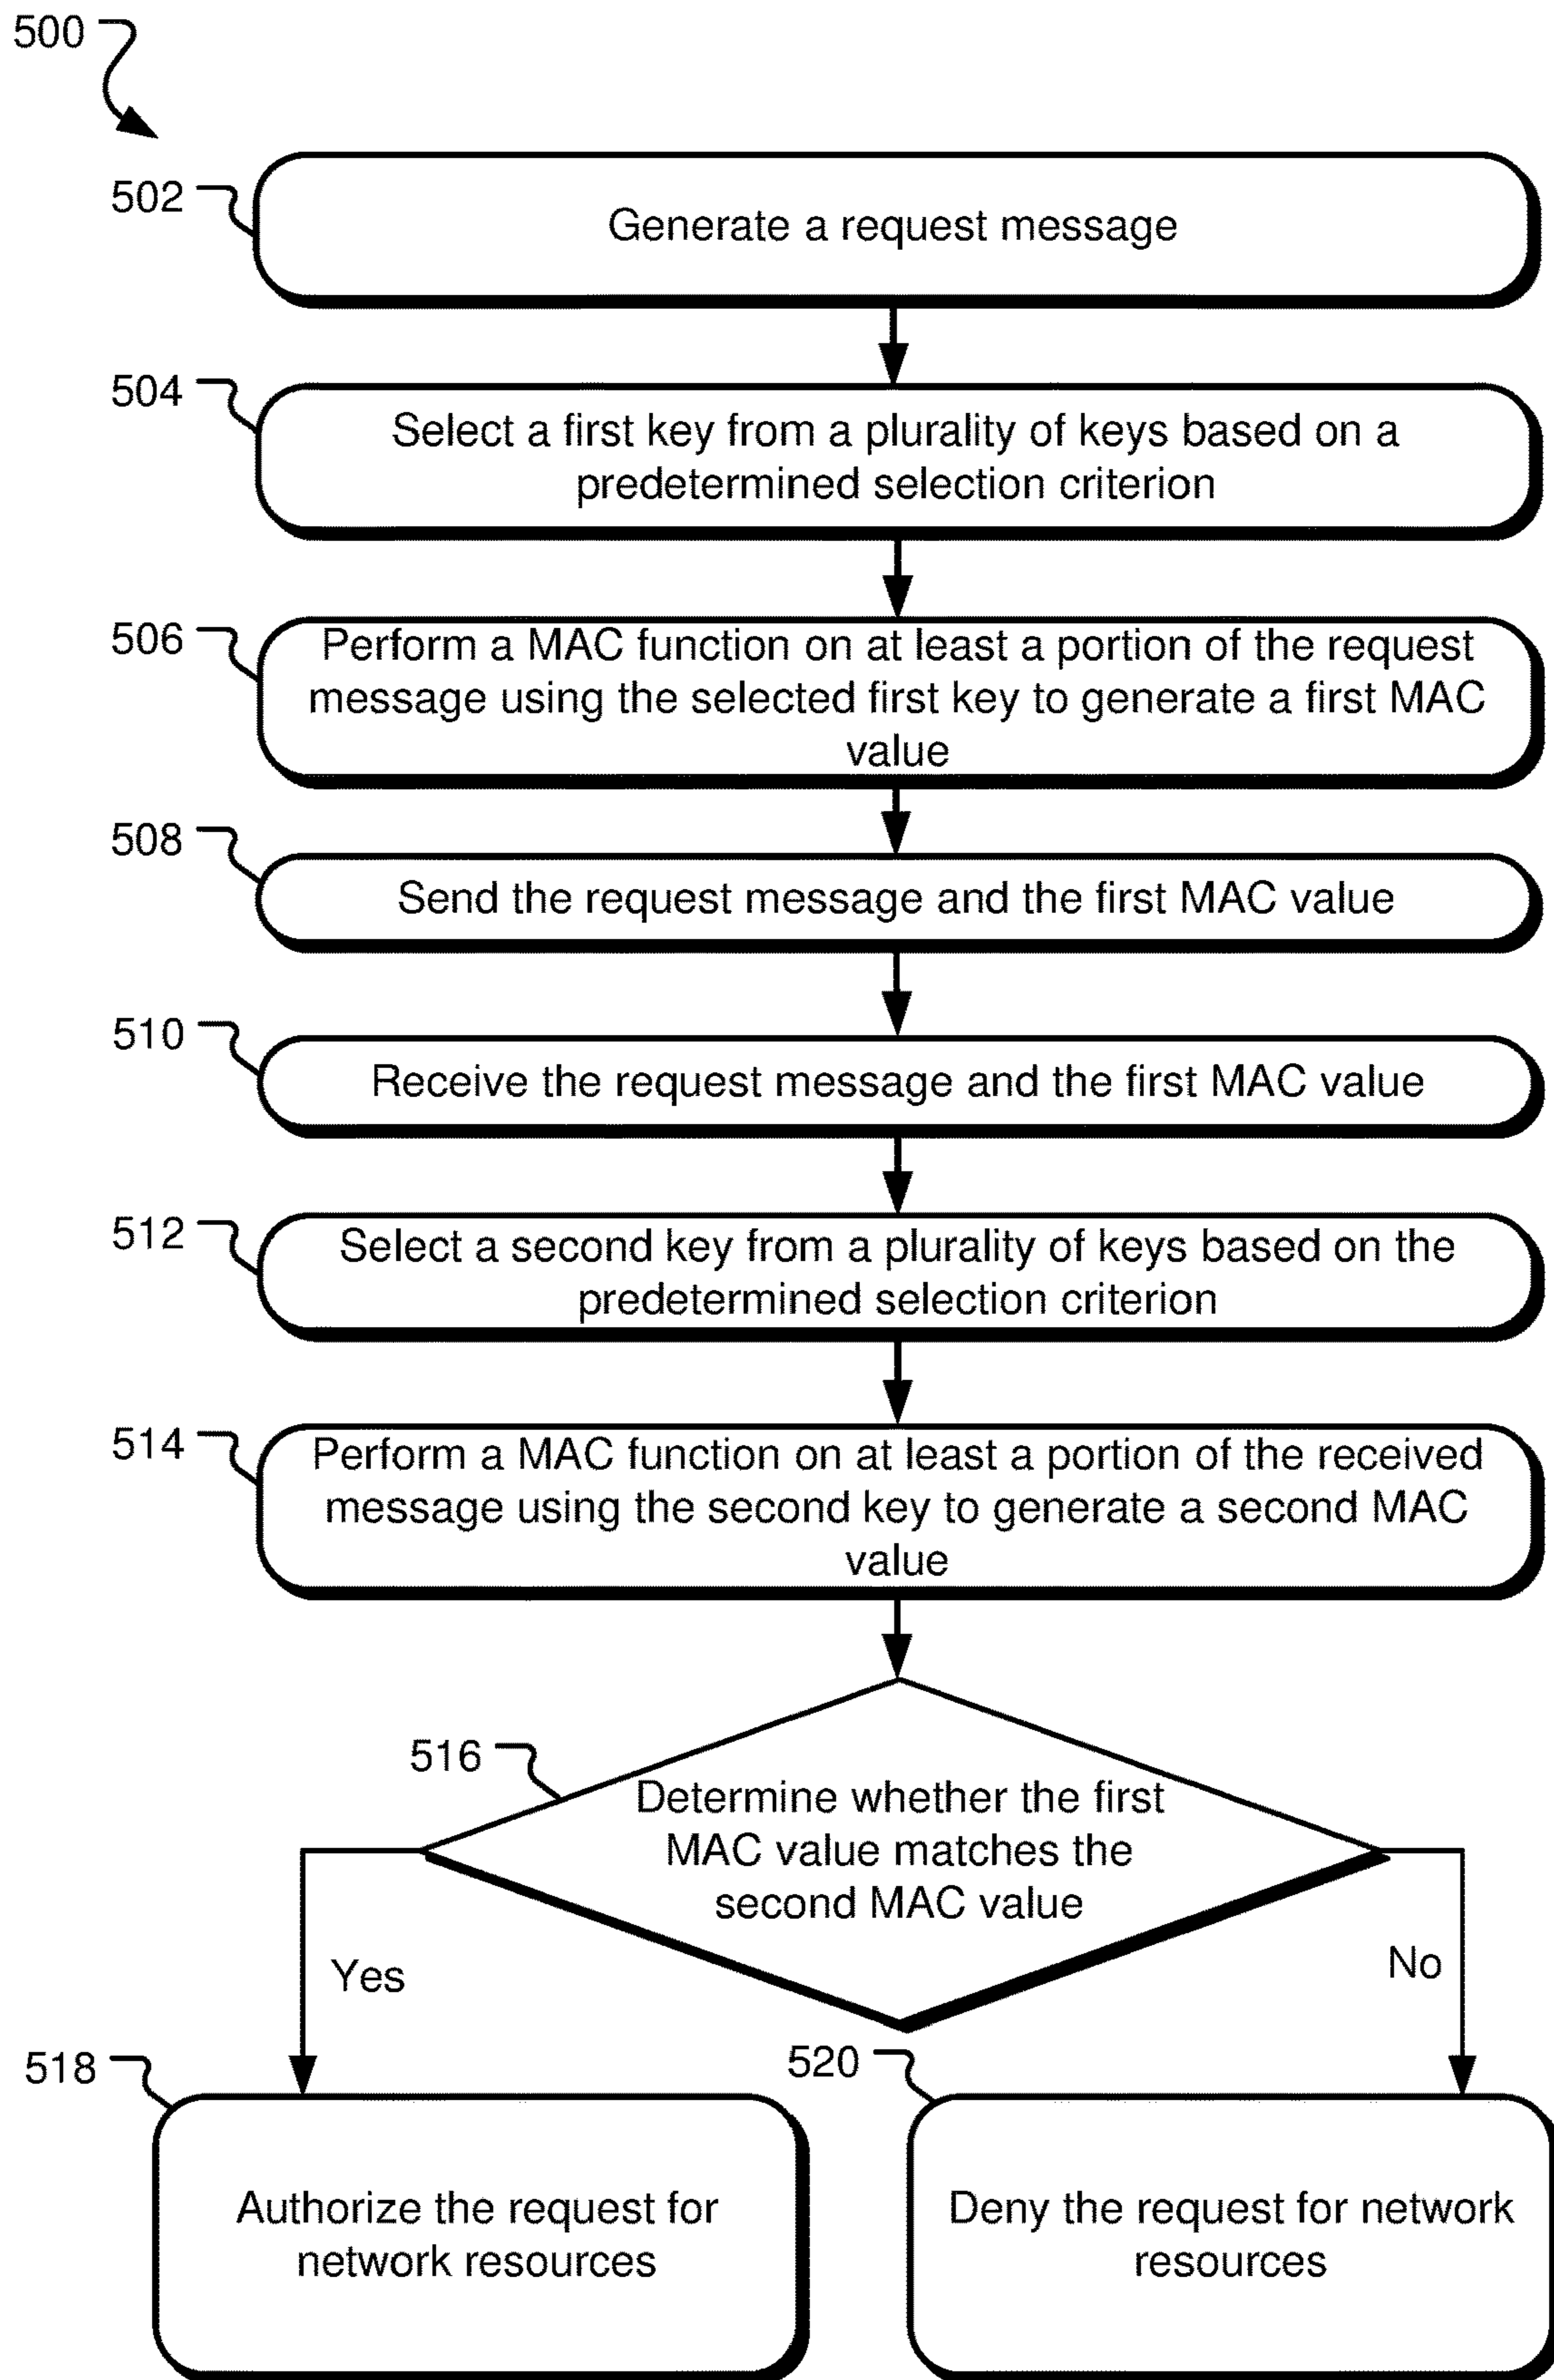 500
502
Generate a request message
504
Select a first key from a plurality of keys based on a
predetermined selection criterion
506
Perform a MAC function on at least a portion of the request
message using the selected first key to generate a first MAC
value
508
Send the request message and the first MAC value
510
Receive the request message and the first MAC value
512
Select a second key from a plurality of keys based on the
predetermined selection criterion
514
Perform a MAC function on at least a portion of the received
message using the second key to generate a second MAC
value
516
Determine whether the first
MAC value matches the
second MAC value
Yes
No
518
Authorize the request for
network resources
520
Deny the request for network
resources